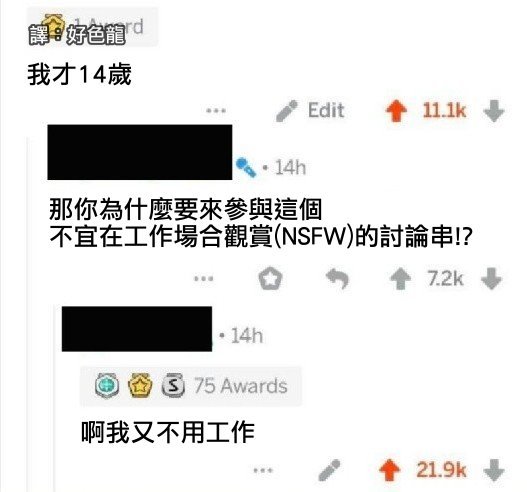 1 Award
譯：好色龍
我才14歲
Edit 11.1k
• 14h
那你為什麼要來參與這個
不宜在工作場合觀賞(NSFW)的討論串!?
7.2k
• 14h
S 75 Awards
啊我又不用工作
21.9k